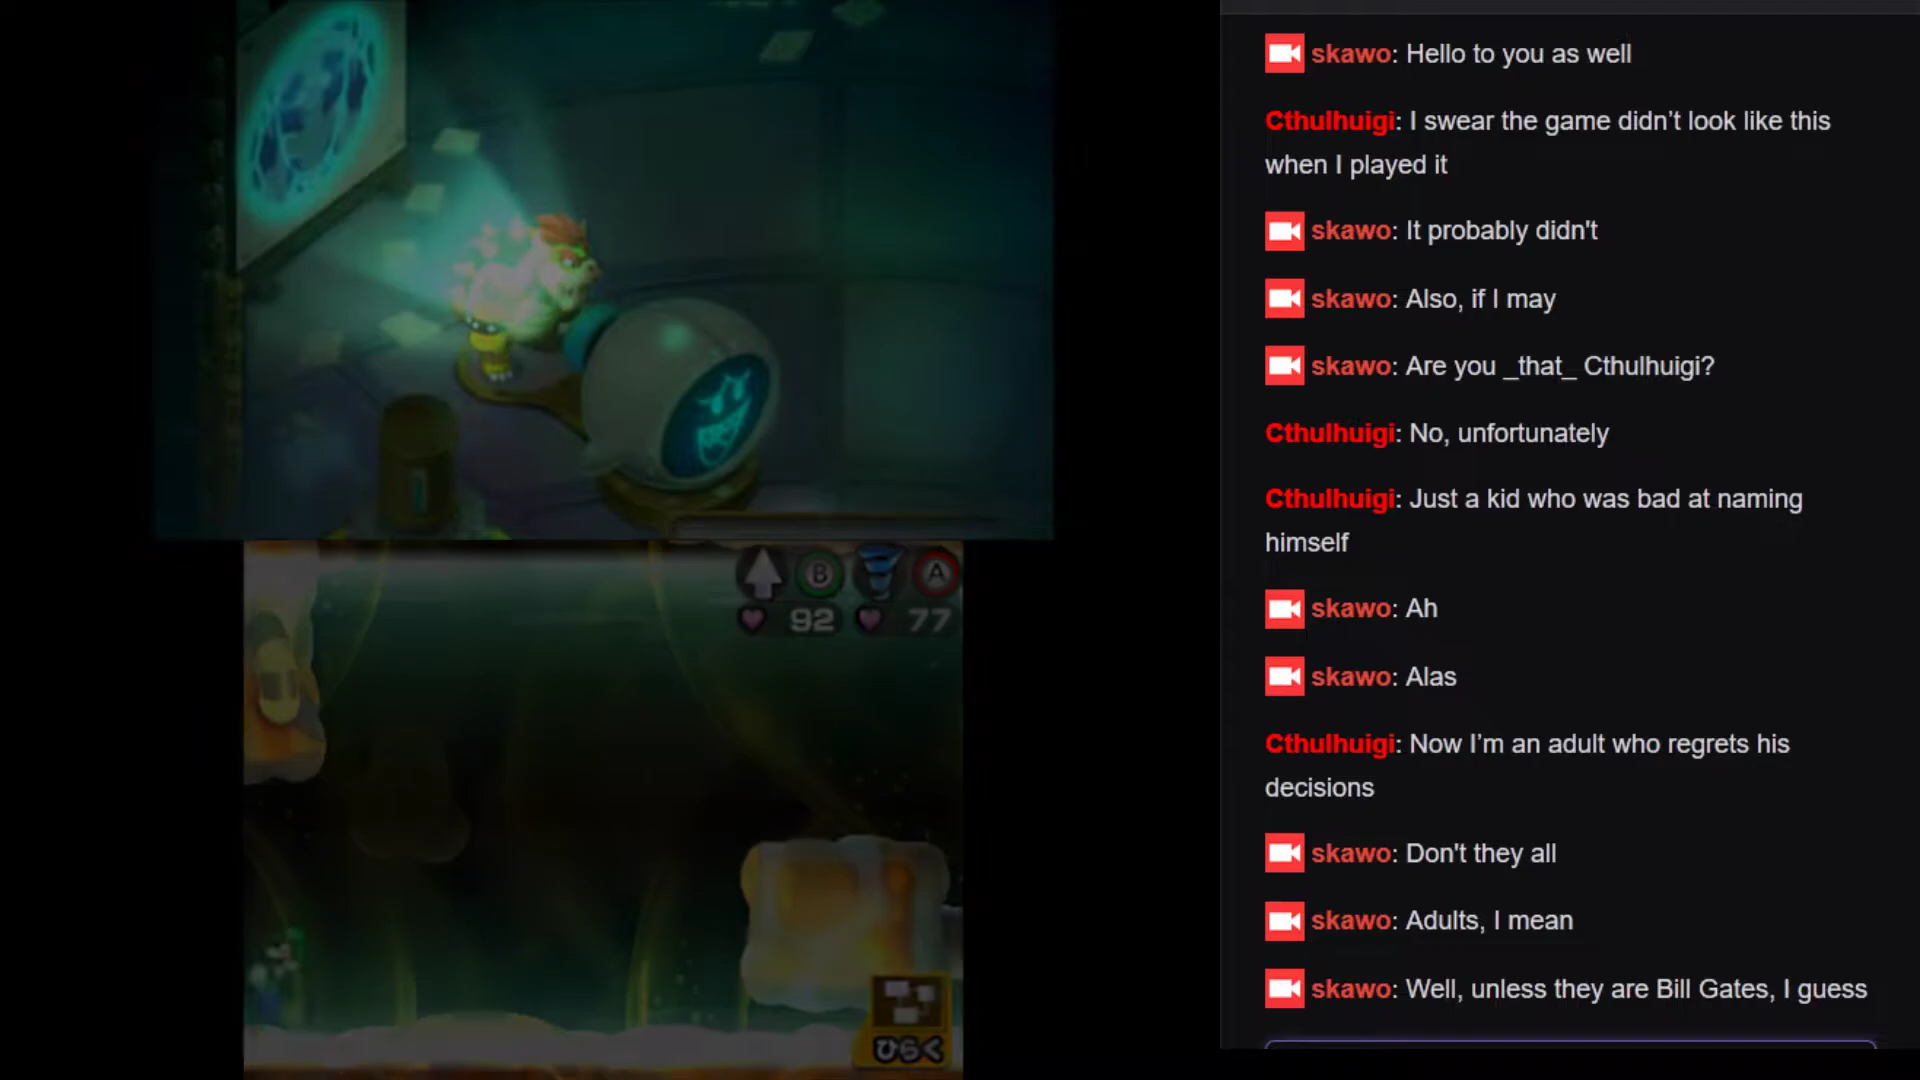 skawo: Hello to you as well
Cthulhuigi: I swear the game didn’t look like this
when I played it
skawo: It probably didn't
skawo: Also, if I may
skawo: Are you _that_ Cthulhuigi?
Cthulhuigi: No, unfortunately
Cthulhuigi: Just a kid who was bad at naming
himself
skawo: Ah
skawo: Alas
Cthulhuigi: Now I’m an adult who regrets his
decisions
skawo: Don't they all
skawo: Adults, I mean
skawo: Well, unless they are Bill Gates, I guess
B A
92 77
ひらく